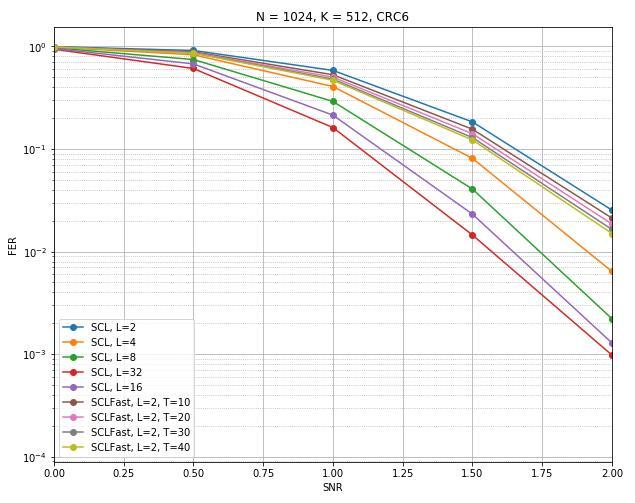 N = 1024, K = 512, CRC6
10⁰
10⁻¹
10⁻²
10⁻³
10⁻⁴
FER
SCL, L=2
SCL, L=4
SCL, L=8
SCL, L=32
SCL, L=16
SCLFast, L=2, T=10
SCLFast, L=2, T=20
SCLFast, L=2, T=30
SCLFast, L=2, T=40
0.00 0.25 0.50 0.75 1.00 1.25 1.50 1.75 2.00
SNR